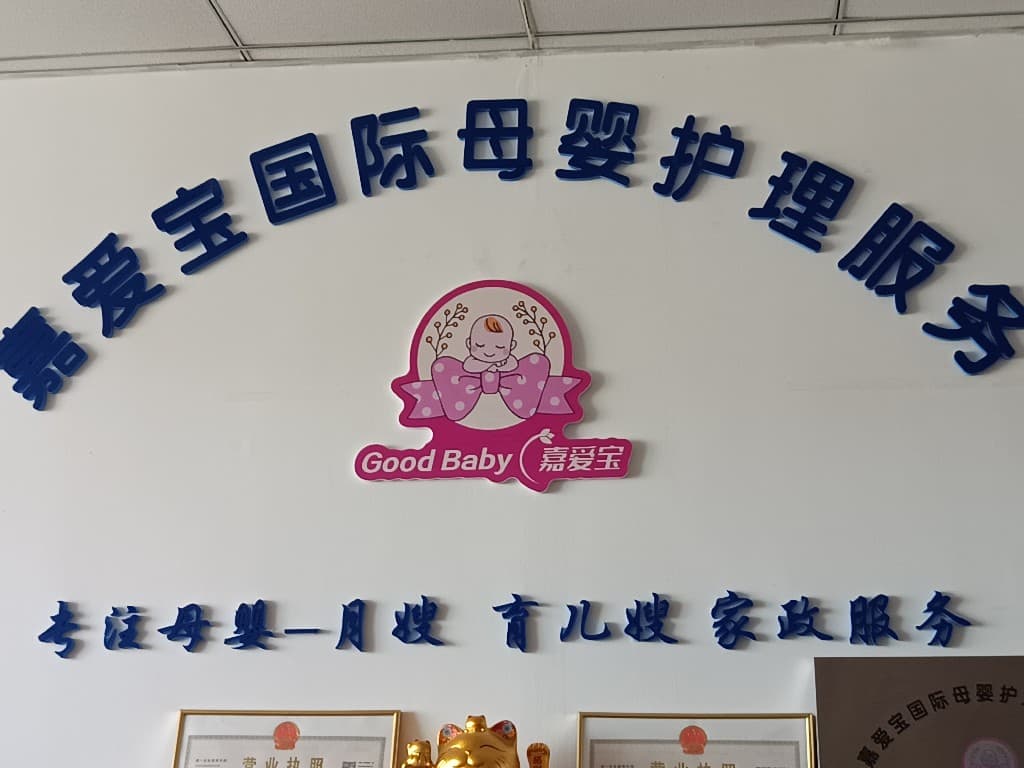 嘉爱宝国际母婴护理服务
Good Baby 嘉爱宝
专注母婴—月嫂 育儿嫂 家政服务
营业执照
营业执照
嘉爱宝国际母婴护